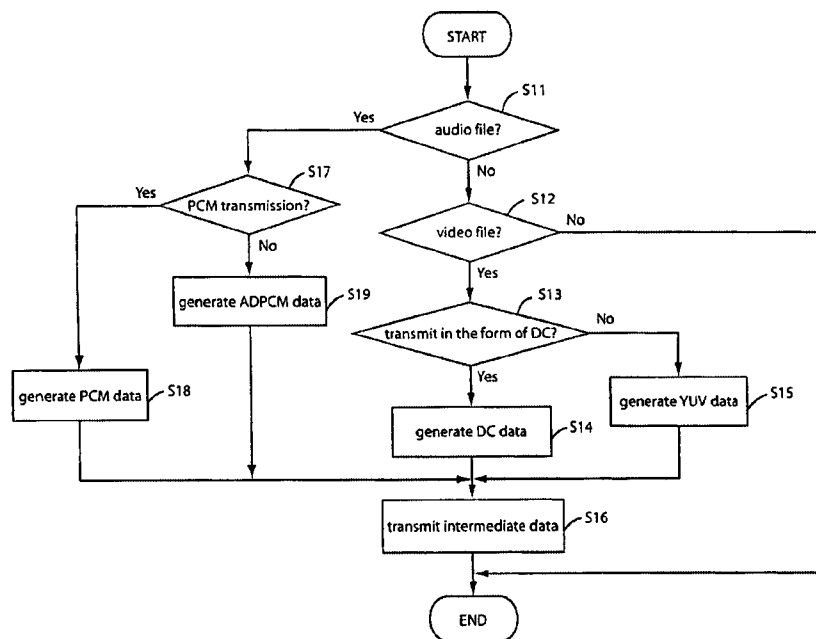 START
S11
Yes
audio file?
No
S17
Yes
PCM transmission?
No
S12
No
video file?
Yes
generate ADPCM data
S19
S13
transmit in the form of DC?
No
Yes
generate PCM data
S18
generate DC data
S14
generate YUV data
S15
transmit intermediate data
S16
END